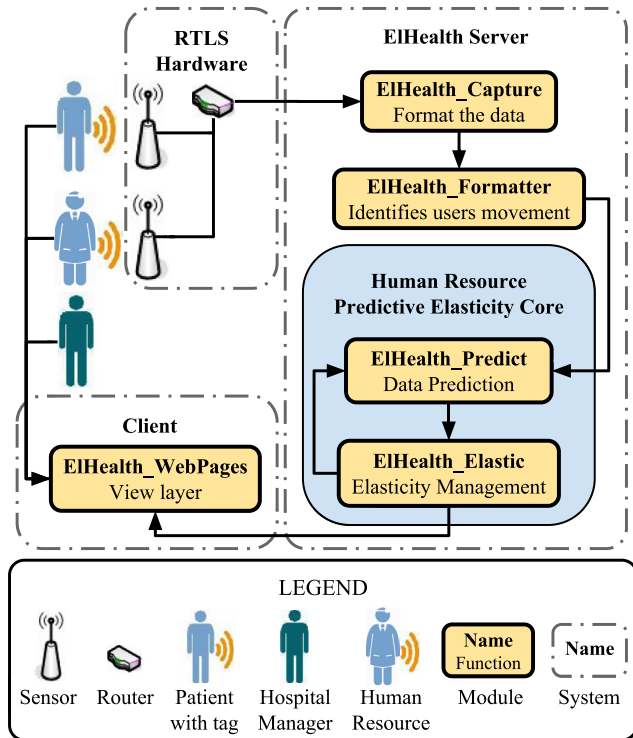 RTLS
Hardware
ElHealth Server
ElHealth_Capture
Format the data
ElHealth_Formatter
Identifies users movement
Human Resource
Predictive Elasticity Core
ElHealth_Predict
Data Prediction
Client
ElHealth_WebPages
View layer
ElHealth_Elastic
Elasticity Management
LEGEND
Sensor
Router
Patient
with tag
Hospital
Manager
Human
Resource
Name
Function
Module
Name
System